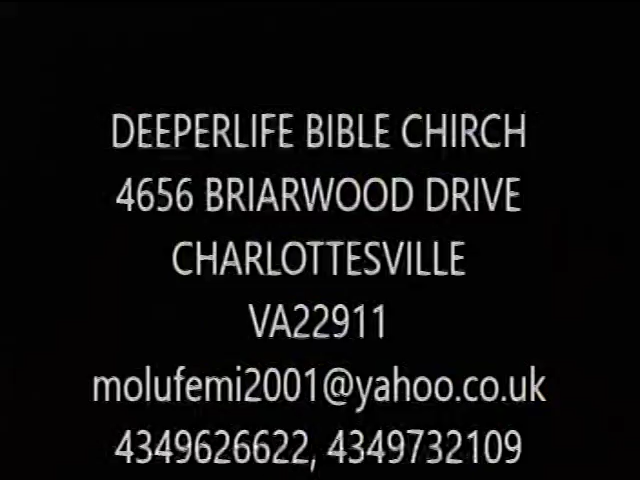 DEEPERLIFE BIBLE CHIRCH
4656 BRIARWOOD DRIVE
CHARLOTTESVILLE
VA22911
molufemi2001@yahoo.co.uk
4349626622, 4349732109